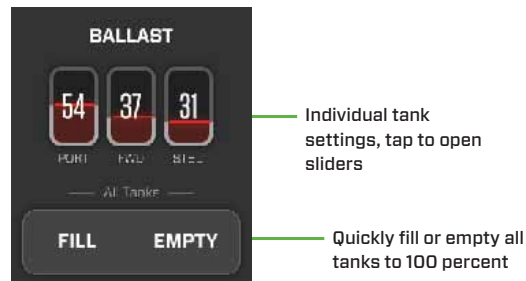 BALLAST
54 37 31
PORT FWD
All Tanks
FILL EMPTY
Individual tank
settings, tap to open
sliders
Quickly fill or empty all
tanks to 100 percent